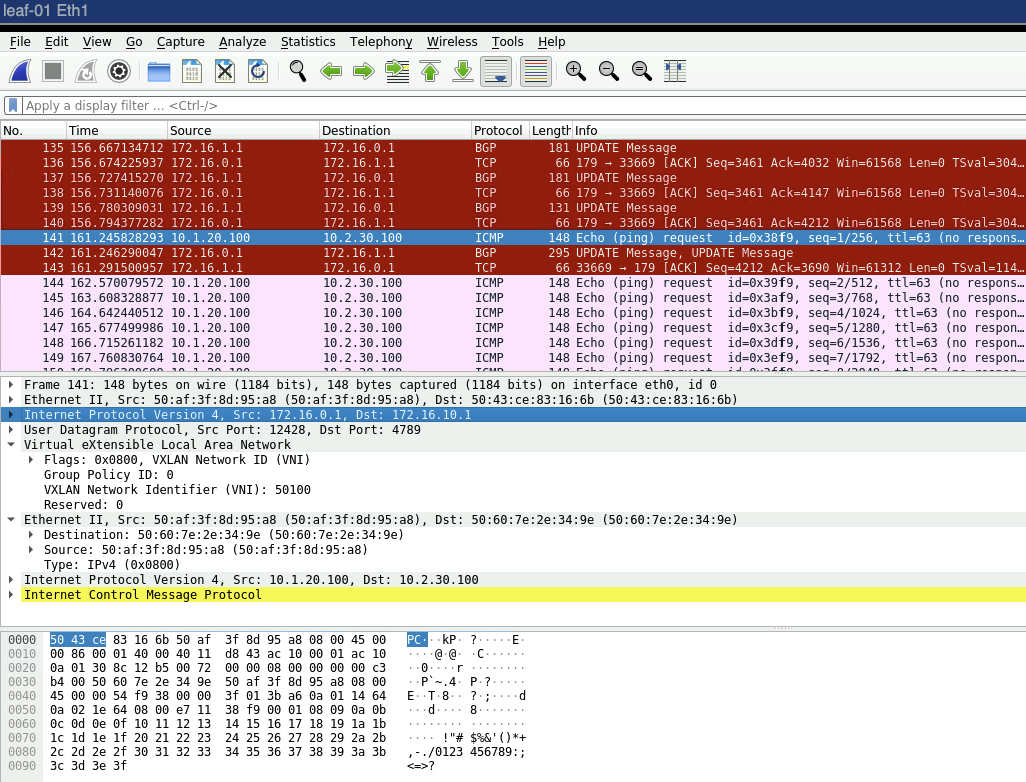 leaf-01 Eth1
File Edit View Go Capture Analyze Statistics Telephony Wireless Tools Help
Apply a display filter ... <Ctrl-/>
No. Time Source Destination Protocol Length Info
135 156.667134712 172.16.1.1 172.16.0.1 BGP 181 UPDATE Message
136 156.674225937 172.16.0.1 172.16.1.1 TCP 66 179 → 33669 [ACK] Seq=3461 Ack=4032 Win=61568 Len=0 TSval=304…
137 156.727415270 172.16.1.1 172.16.0.1 BGP 181 UPDATE Message
138 156.731140076 172.16.0.1 172.16.1.1 TCP 66 179 → 33669 [ACK] Seq=3461 Ack=4147 Win=61568 Len=0 TSval=304…
139 156.780309031 172.16.1.1 172.16.0.1 BGP 131 UPDATE Message
140 156.794377282 172.16.0.1 172.16.1.1 TCP 66 179 → 33669 [ACK] Seq=3461 Ack=4212 Win=61568 Len=0 TSval=304…
141 161.245828293 10.1.20.100 10.2.30.100 ICMP 148 Echo (ping) request id=0x38f9, seq=1/256, ttl=63 (no respons…
142 161.246290047 172.16.0.1 172.16.1.1 BGP 295 UPDATE Message, UPDATE Message
143 161.291500957 172.16.1.1 172.16.0.1 TCP 66 33669 → 179 [ACK] Seq=4212 Ack=3690 Win=61312 Len=0 TSval=114…
144 162.570079572 10.1.20.100 10.2.30.100 ICMP 148 Echo (ping) request id=0x39f9, seq=2/512, ttl=63 (no respons…
145 163.608328877 10.1.20.100 10.2.30.100 ICMP 148 Echo (ping) request id=0x3af9, seq=3/768, ttl=63 (no respons…
146 164.642440512 10.1.20.100 10.2.30.100 ICMP 148 Echo (ping) request id=0x3bf9, seq=4/1024, ttl=63 (no respon…
147 165.677499986 10.1.20.100 10.2.30.100 ICMP 148 Echo (ping) request id=0x3cf9, seq=5/1280, ttl=63 (no respon…
148 166.715261182 10.1.20.100 10.2.30.100 ICMP 148 Echo (ping) request id=0x3df9, seq=6/1536, ttl=63 (no respon…
149 167.760830764 10.1.20.100 10.2.30.100 ICMP 148 Echo (ping) request id=0x3ef9, seq=7/1792, ttl=63 (no respon…
Frame 141: 148 bytes on wire (1184 bits), 148 bytes captured (1184 bits) on interface eth0, id 0
Ethernet II, Src: 50:af:3f:8d:95:a8 (50:af:3f:8d:95:a8), Dst: 50:43:ce:83:16:6b (50:43:ce:83:16:6b)
Internet Protocol Version 4, Src: 172.16.0.1, Dst: 172.16.10.1
User Datagram Protocol, Src Port: 12428, Dst Port: 4789
Virtual eXtensible Local Area Network
Flags: 0x0800, VXLAN Network ID (VNI)
Group Policy ID: 0
VXLAN Network Identifier (VNI): 50100
Reserved: 0
Ethernet II, Src: 50:af:3f:8d:95:a8 (50:af:3f:8d:95:a8), Dst: 50:60:7e:2e:34:9e (50:60:7e:2e:34:9e)
Destination: 50:60:7e:2e:34:9e (50:60:7e:2e:34:9e)
Source: 50:af:3f:8d:95:a8 (50:af:3f:8d:95:a8)
Type: IPv4 (0x0800)
Internet Protocol Version 4, Src: 10.1.20.100, Dst: 10.2.30.100
Internet Control Message Protocol
0000 50 43 ce 83 16 6b 50 af 3f 8d 95 a8 08 00 45 00 PC···kP· ?·····E·
0010 00 86 00 01 40 00 40 11 d8 43 ac 10 00 01 ac 10 ····@·@· ·C······
0020 0a 01 30 8c 12 b5 00 72 00 00 08 00 00 00 00 c3 ··0····r ········
0030 b4 00 50 60 7e 2e 34 9e 50 af 3f 8d 95 a8 08 00 ··P`~.4· P·?·····
0040 45 00 00 54 f9 38 00 00 3f 01 3b a6 0a 01 14 64 E··T·8·· ?·;····d
0050 0a 02 1e 64 08 00 e7 11 38 f9 00 01 08 09 0a 0b ···d···· 8·······
0060 0c 0d 0e 0f 10 11 12 13 14 15 16 17 18 19 1a 1b ········ ········
0070 1c 1d 1e 1f 20 21 22 23 24 25 26 27 28 29 2a 2b ···· !"# $%&'()*+
0080 2c 2d 2e 2f 30 31 32 33 34 35 36 37 38 39 3a 3b ,-./0123 456789:;
0090 3c 3d 3e 3f <=>?